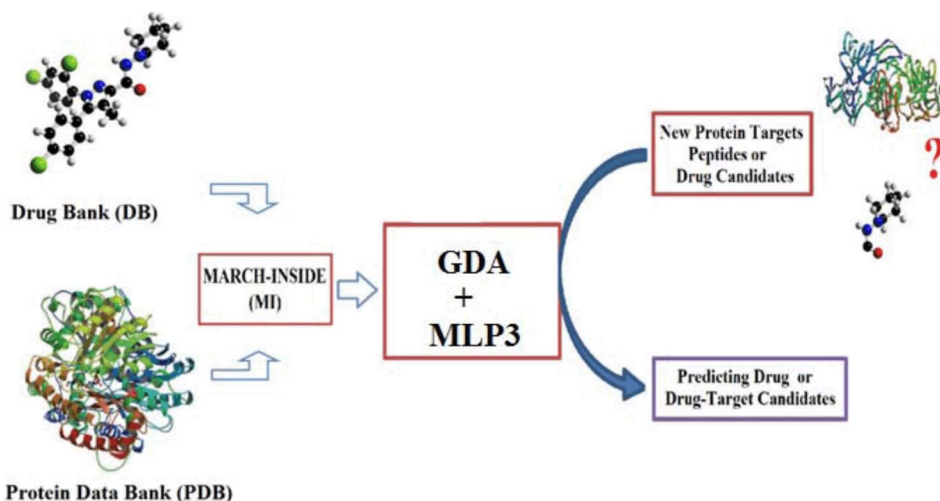 Drug Bank (DB)
Protein Data Bank (PDB)
MARCH-INSIDE
(MI)
GDA
+
MLP3
New Protein Targets
Peptides or
Drug Candidates
?
Predicting Drug or
Drug-Target Candidates